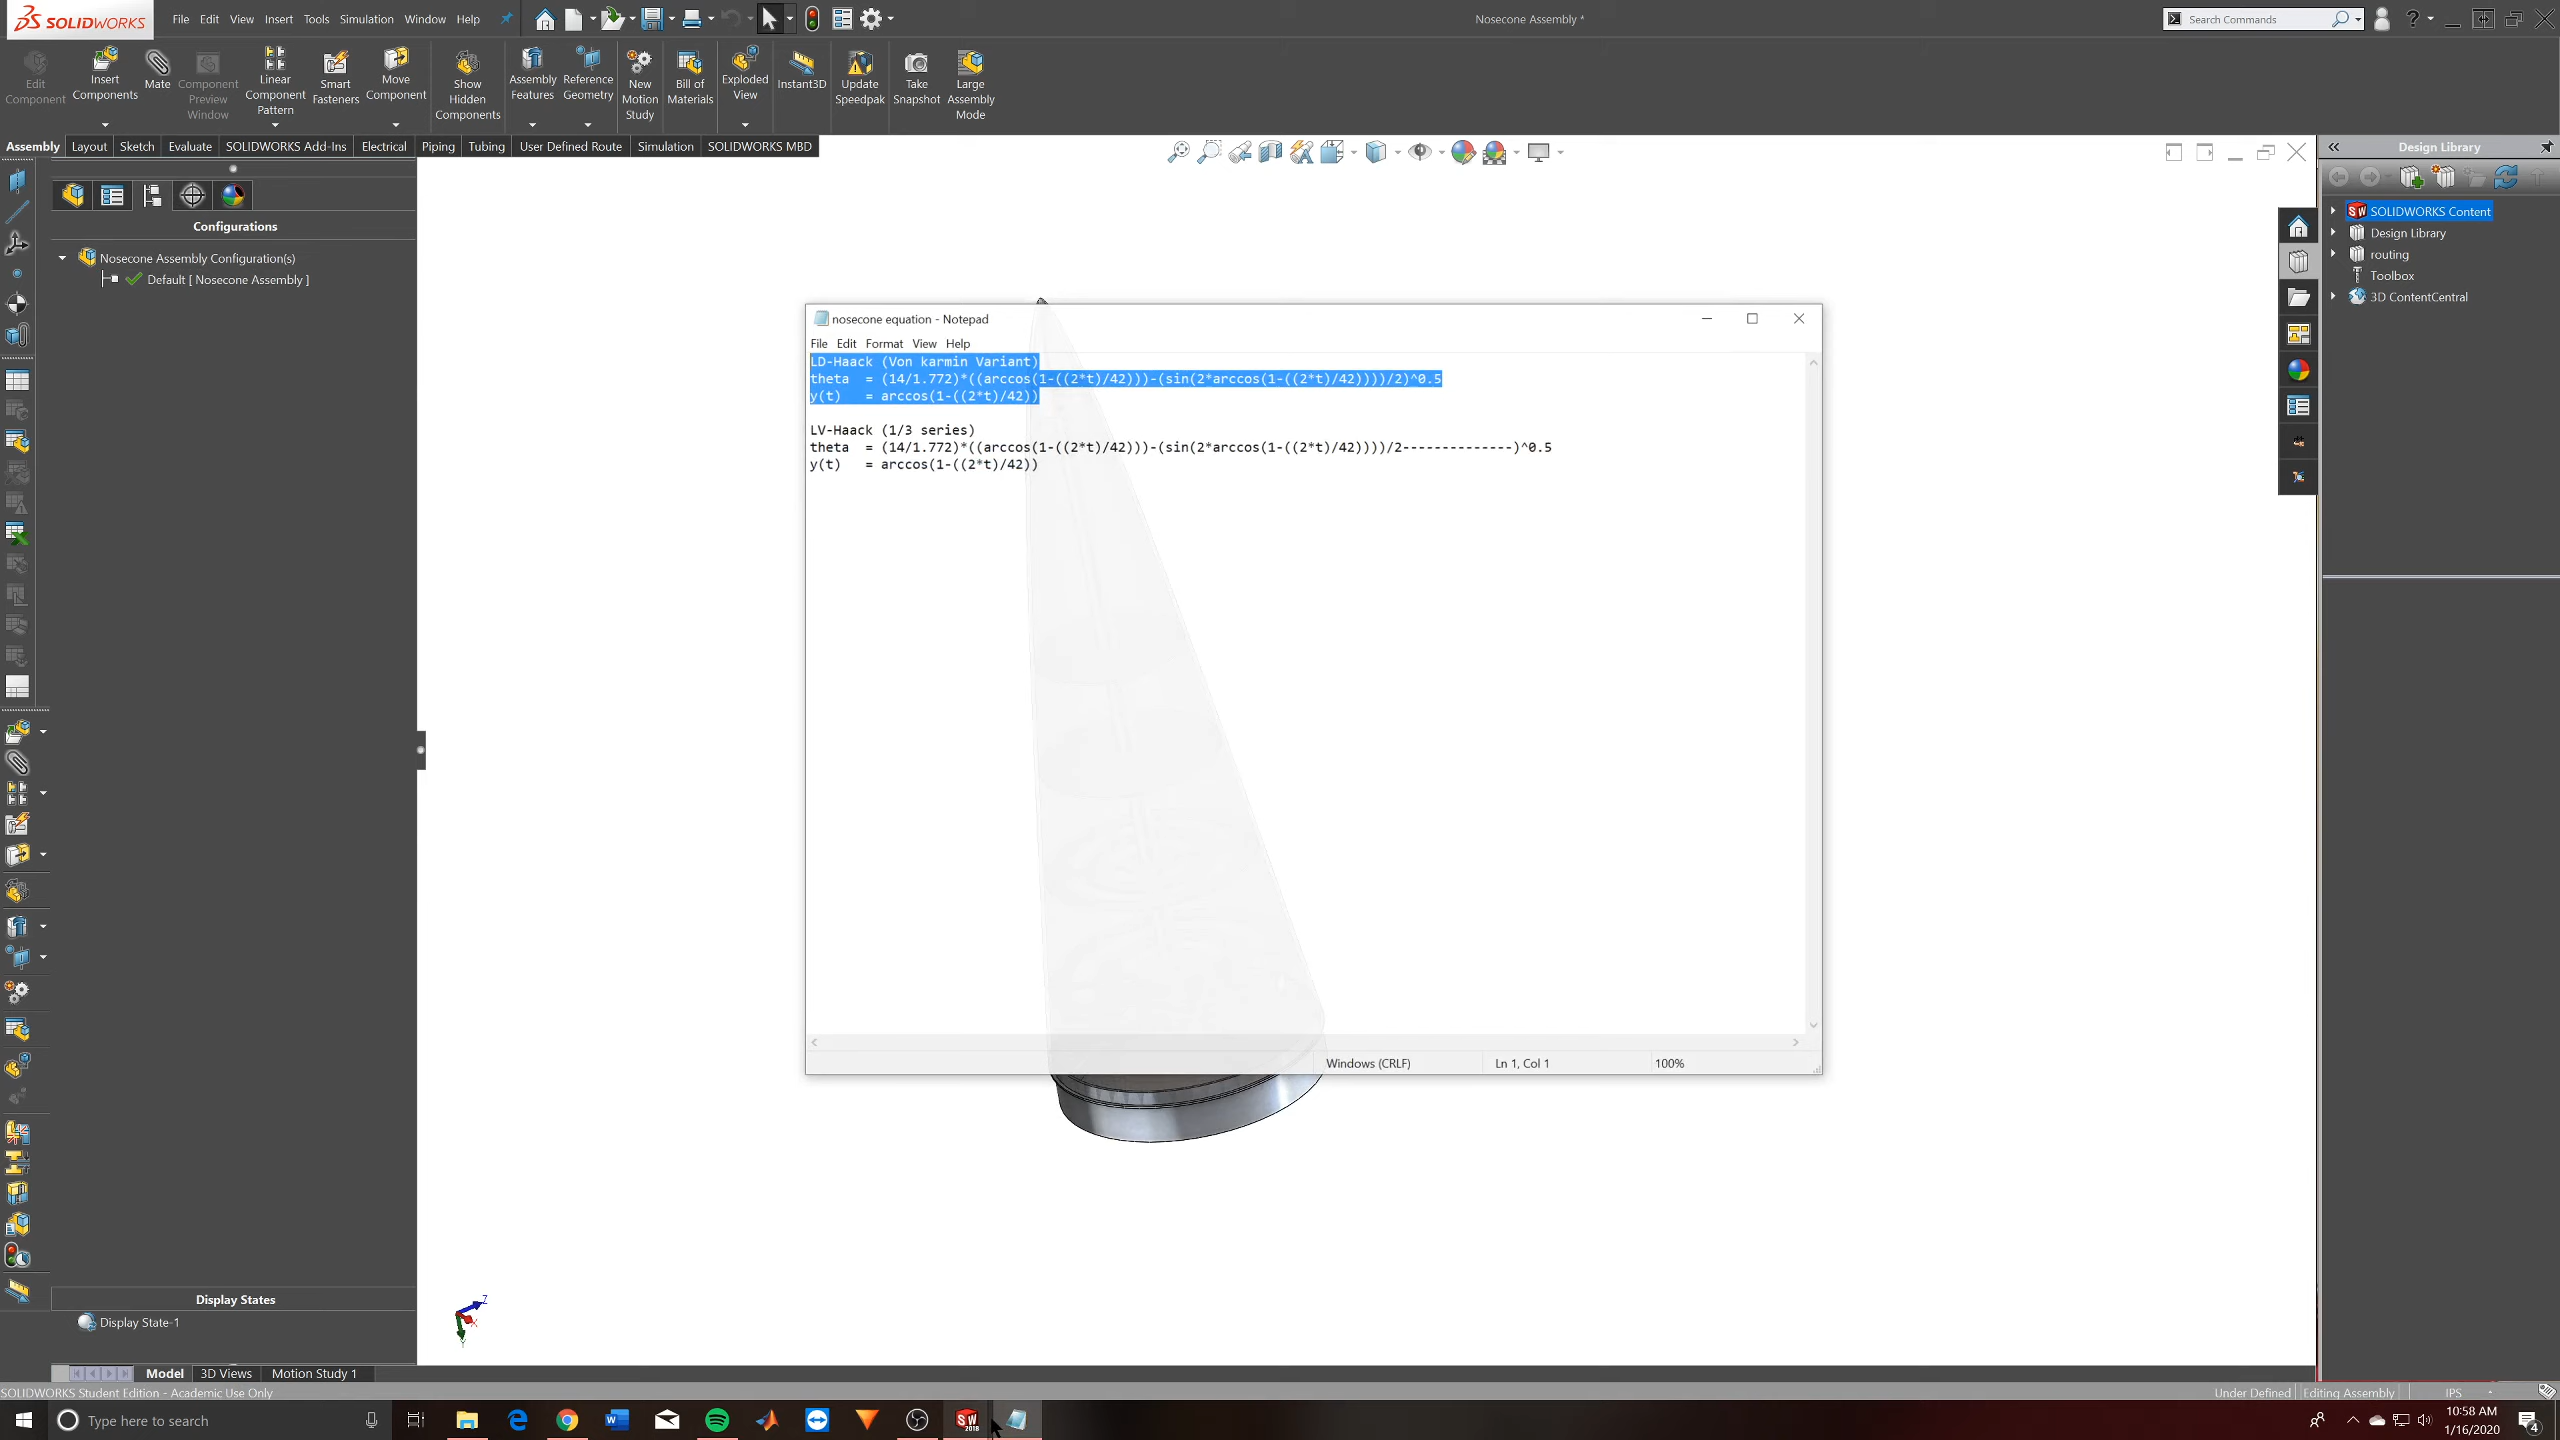 SOLIDWORKS File Edit View Insert Tools Simulation Window Help Nosecone Assembly * Search Commands
Edit Component
Insert Components
Mate
Component Preview Window
Linear Component Pattern
Smart Fasteners
Move Component
Show Hidden Components
Assembly Features
Reference Geometry
New Motion Study
Bill of Materials
Exploded View
Instant3D
Update Speedpak
Take Snapshot
Large Assembly Mode
Assembly Layout Sketch Evaluate SOLIDWORKS Add-Ins Electrical Piping Tubing User Defined Route Simulation SOLIDWORKS MBD
Configurations
Nosecone Assembly Configuration(s)
Default [ Nosecone Assembly ]
Design Library
SOLIDWORKS Content
Design Library
routing
Toolbox
3D ContentCentral
nosecone equation - Notepad
File Edit Format View Help
LD-Haack (Von karmin Variant)
theta = (14/1.772)*((arccos(1-((2*t)/42)))-(sin(2*arccos(1-((2*t)/42))))/2)^0.5
y(t) = arccos(1-((2*t)/42))
LV-Haack (1/3 series)
theta = (14/1.772)*((arccos(1-((2*t)/42)))-(sin(2*arccos(1-((2*t)/42))))/2--------------)^0.5
y(t) = arccos(1-((2*t)/42))
Windows (CRLF) Ln 1, Col 1 100%
Z
X
Y
Display States
Display State-1
Model 3D Views Motion Study 1
SOLIDWORKS Student Edition - Academic Use Only Under Defined Editing Assembly IPS
Type here to search
SW 2018
10:58 AM
1/16/2020
4